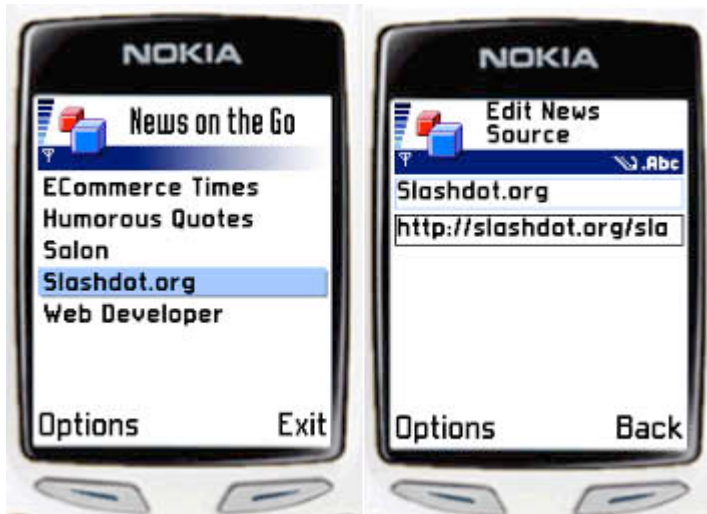 NOKIA
News on the Go
ECommerce Times
Humorous Quotes
Salon
Slashdot.org
Web Developer
Options Exit
NOKIA
Edit News
Source
.Abc
Slashdot.org
http://slashdot.org/sla
Options Back